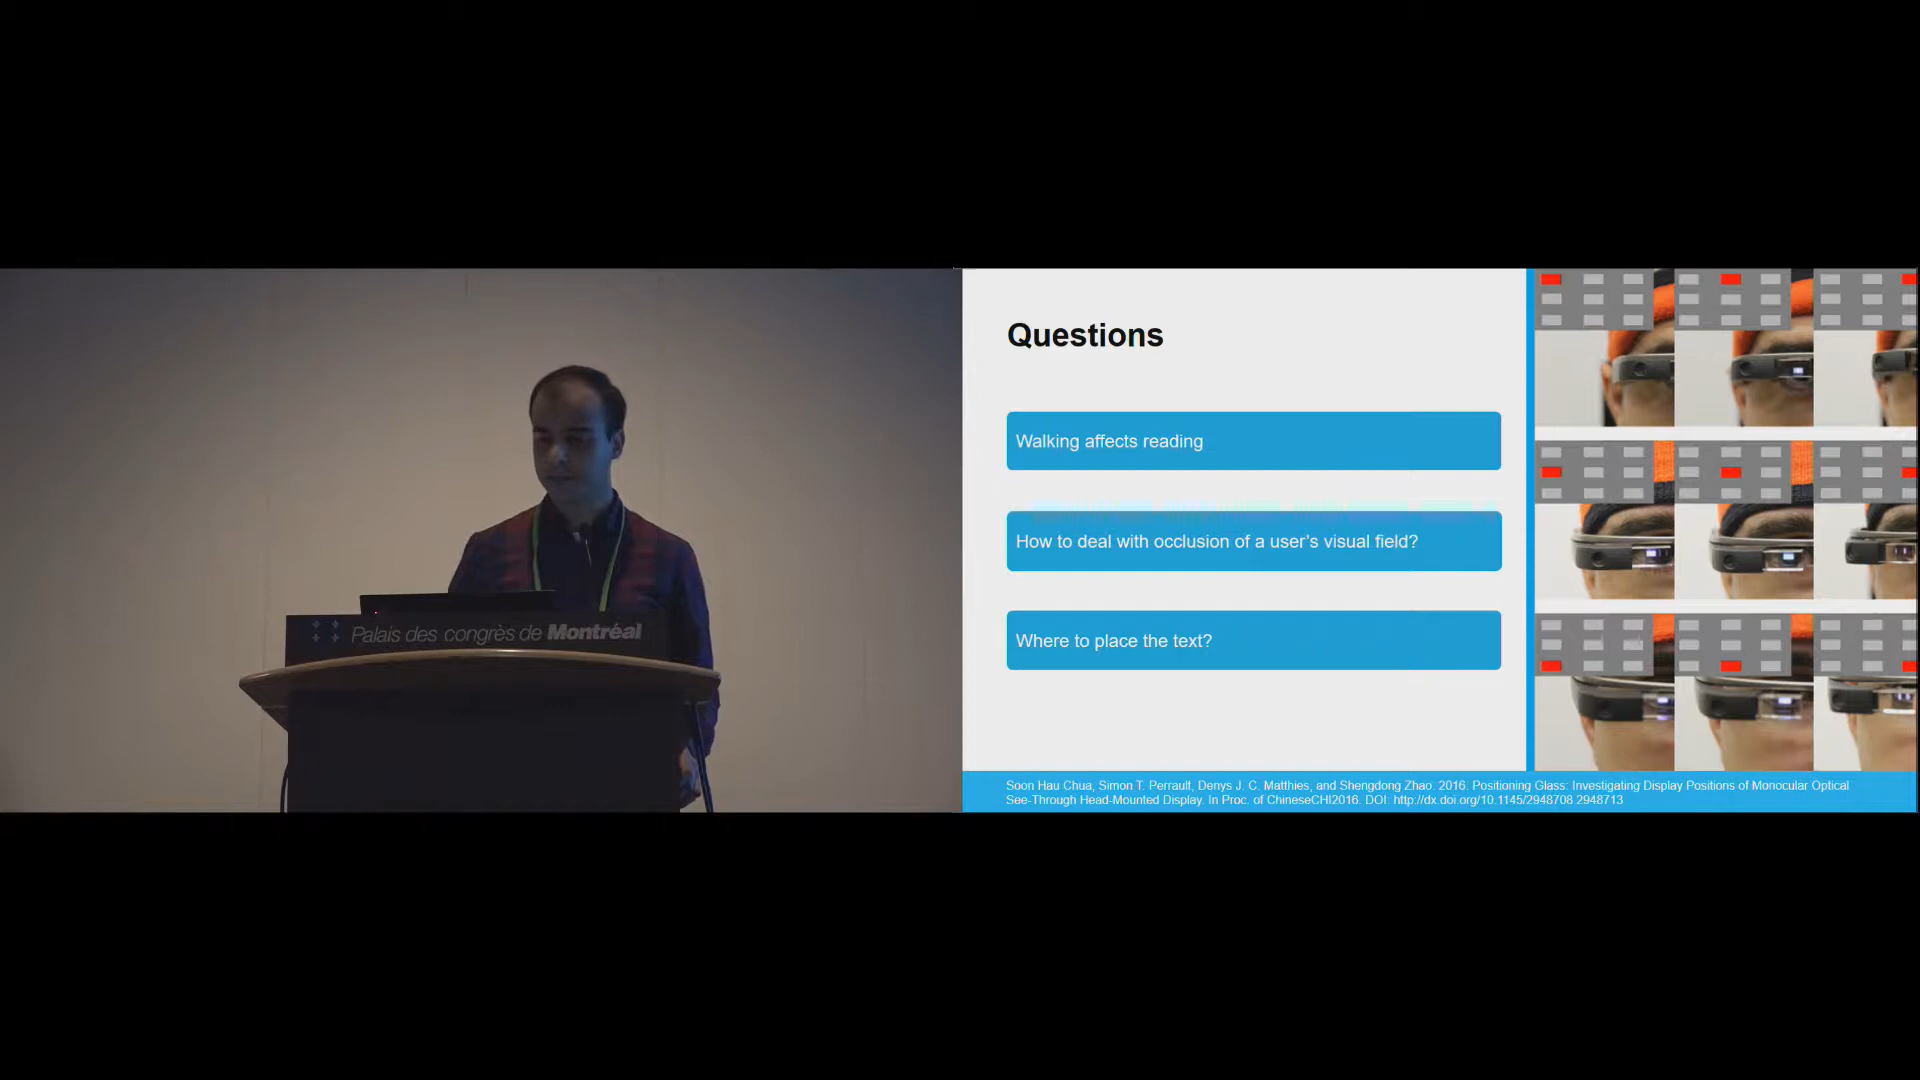 Palais des congrès de Montréal
Questions
Walking affects reading
How to deal with occlusion of a user's visual field?
Where to place the text?
Soon Hau Chua, Simon T. Perrault, Denys J. C. Matthies, and Shengdong Zhao. 2016. Positioning Glass: Investigating Display Positions of Monocular Optical
See-Through Head-Mounted Display. In Proc. of ChineseCHI2016. DOI: http://dx.doi.org/10.1145/2948708.2948713